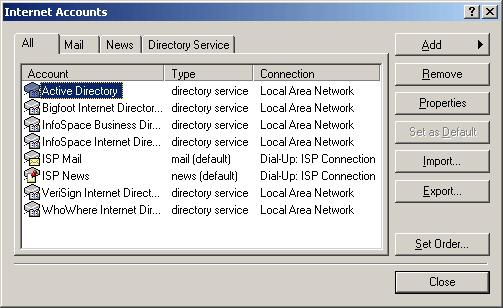 Internet Accounts
All Mail News Directory Service
Account Type Connection
Active Directory directory service Local Area Network
Bigfoot Internet Director... directory service Local Area Network
InfoSpace Business Dir... directory service Local Area Network
InfoSpace Internet Dire... directory service Local Area Network
ISP Mail mail (default) Dial-Up: ISP Connection
ISP News news (default) Dial-Up: ISP Connection
VeriSign Internet Direct... directory service Local Area Network
WhoWhere Internet Dir... directory service Local Area Network
Add
Remove
Properties
Set as Default
Import...
Export...
Set Order...
Close